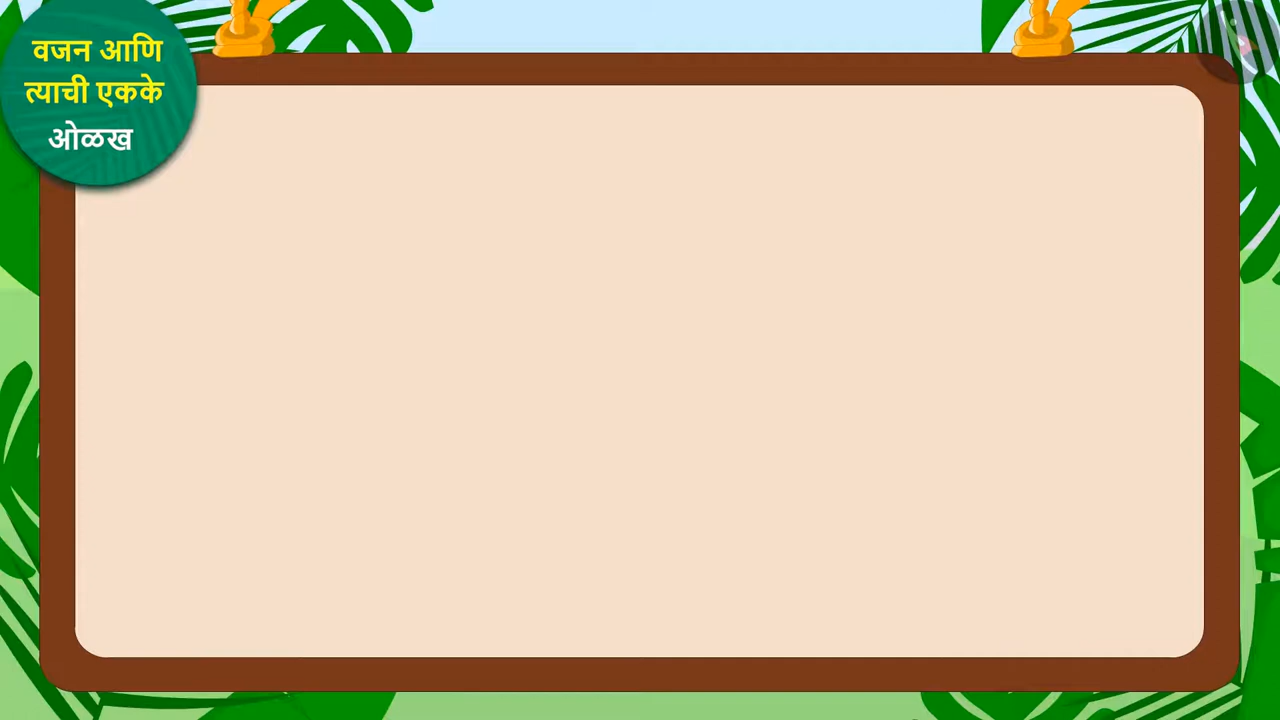 वजन आणि
त्याची एकके
ओळख